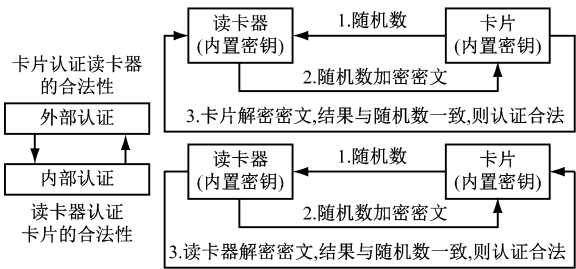 卡片认证读卡器
的合法性
外部认证
内部认证
读卡器认证
卡片的合法性
读卡器
(内置密钥)
1.随机数
卡片
(内置密钥)
2.随机数加密密文
3.卡片解密密文,结果与随机数一致,则认证合法
读卡器
(内置密钥)
1.随机数
卡片
(内置密钥)
2.随机数加密密文
3.读卡器解密密文,结果与随机数一致,则认证合法